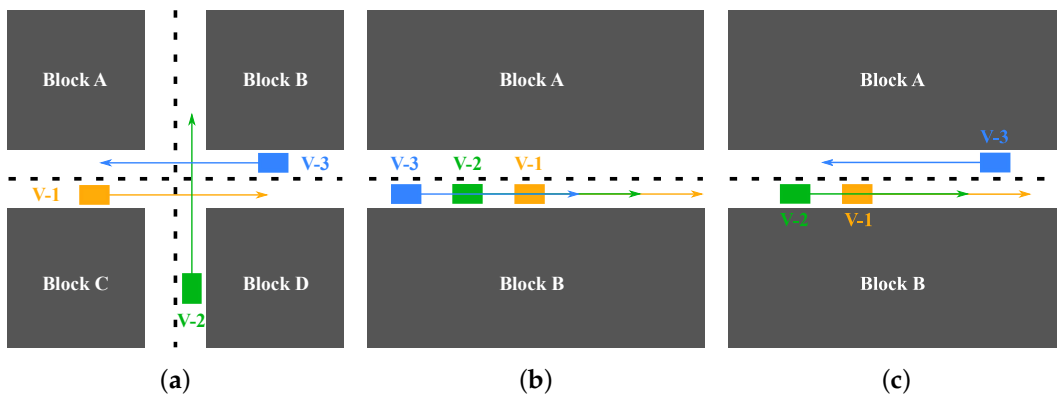 Block A
Block B
V-3
V-1
Block C
Block D
V-2
(a)
Block A
V-3
V-2
V-1
Block B
(b)
Block A
V-3
V-2
V-1
Block B
(c)